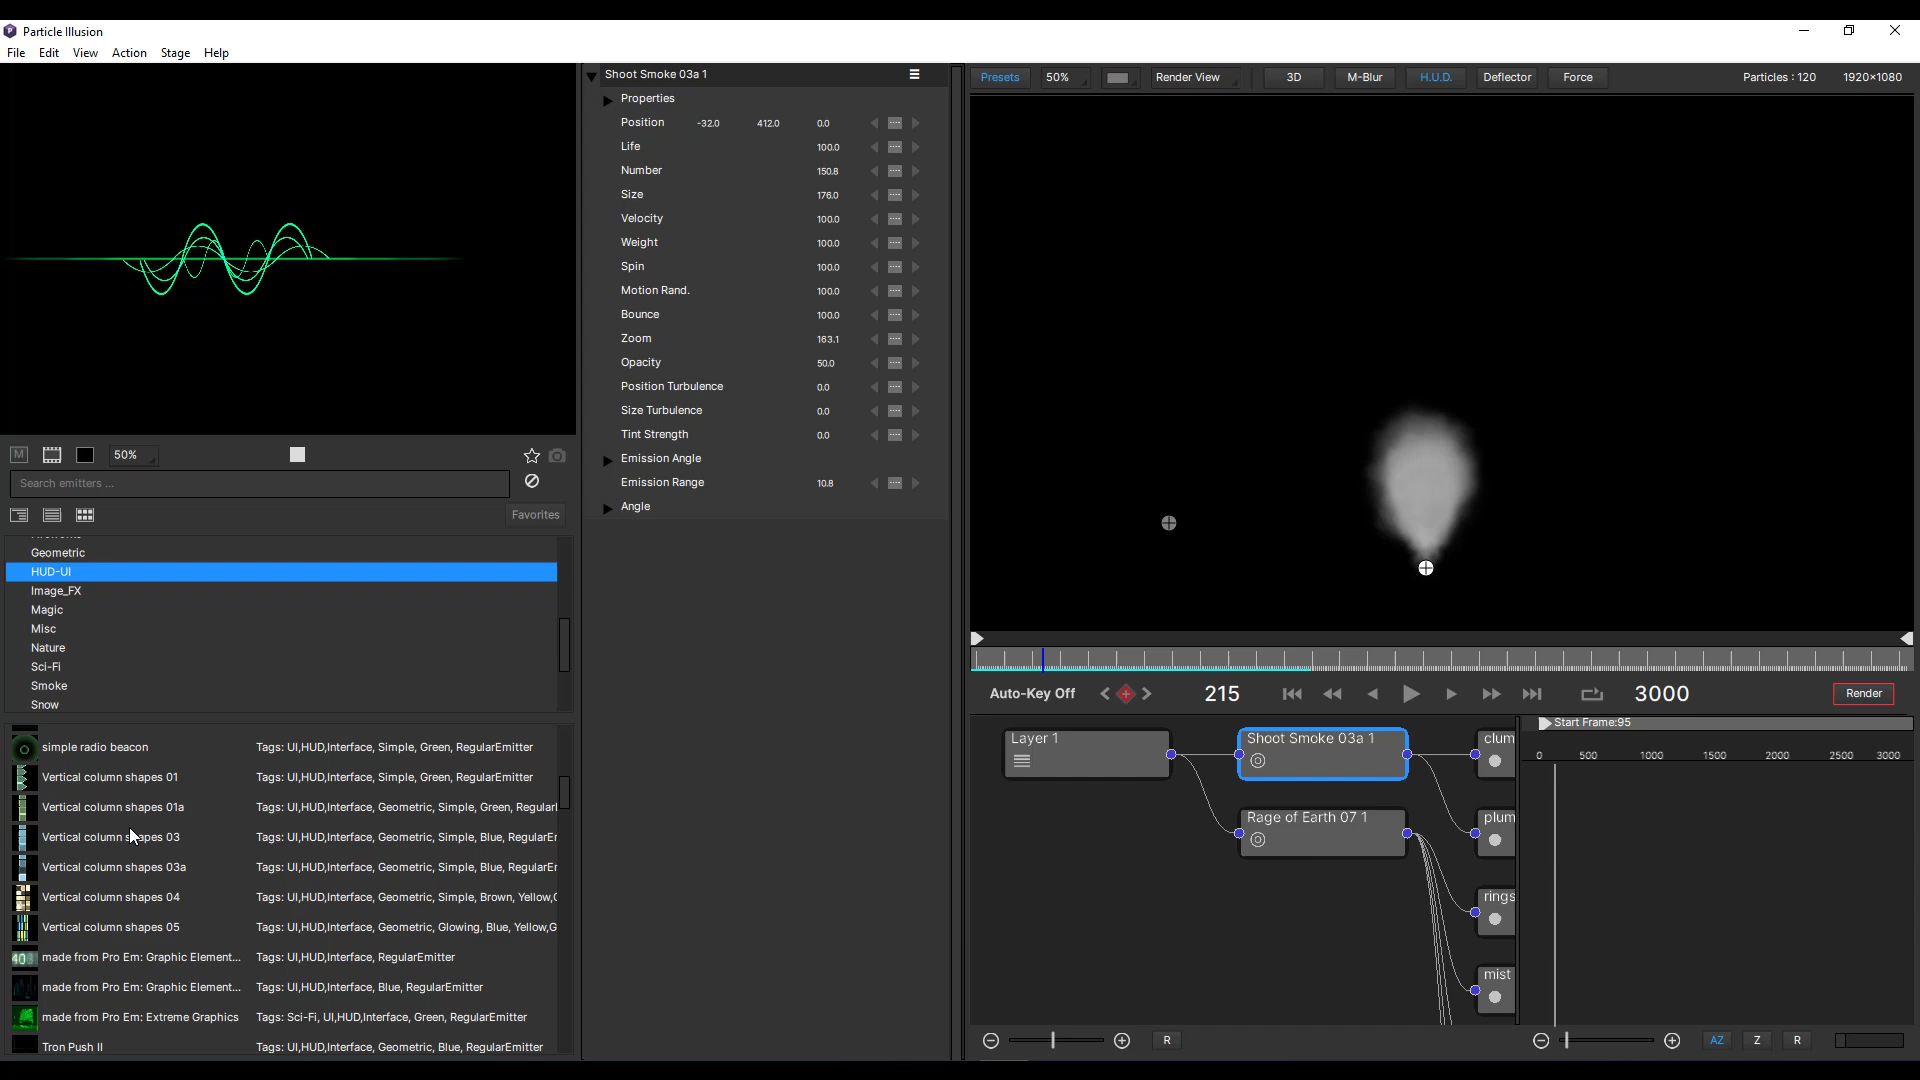 Particle Illusion
File Edit View Action Stage Help
M 50%
Search emitters ...
Favorites
Geometric
HUD-UI
Image_FX
Magic
Misc
Nature
Sci-Fi
Smoke
Snow
simple radio beacon Tags: UI,HUD,Interface, Simple, Green, RegularEmitter
Vertical column shapes 01 Tags: UI,HUD,Interface, Simple, Green, RegularEmitter
Vertical column shapes 01a Tags: UI,HUD,Interface, Geometric, Simple, Green, Regular
Vertical column shapes 03 Tags: UI,HUD,Interface, Geometric, Simple, Blue, RegularEr
Vertical column shapes 03a Tags: UI,HUD,Interface, Geometric, Simple, Blue, RegularEr
Vertical column shapes 04 Tags: UI,HUD,Interface, Geometric, Simple, Brown, Yellow,
Vertical column shapes 05 Tags: UI,HUD,Interface, Geometric, Glowing, Blue, Yellow,G
made from Pro Em: Graphic Element... Tags: UI,HUD,Interface, RegularEmitter
made from Pro Em: Graphic Element... Tags: UI,HUD,Interface, Blue, RegularEmitter
made from Pro Em: Extreme Graphics Tags: Sci-Fi, UI,HUD,Interface, Green, RegularEmitter
Tron Push II Tags: UI,HUD,Interface, Geometric, Blue, RegularEmitter
Shoot Smoke 03a 1
Properties
Position -32.0 412.0 0.0
Life 100.0
Number 150.8
Size 176.0
Velocity 100.0
Weight 100.0
Spin 100.0
Motion Rand. 100.0
Bounce 100.0
Zoom 163.1
Opacity 50.0
Position Turbulence 0.0
Size Turbulence 0.0
Tint Strength 0.0
Emission Angle
Emission Range 10.8
Angle
Presets 50% Render View 3D M-Blur H.U.D. Deflector Force Particles : 120 1920×1080
Auto-Key Off 215 3000 Render
Layer 1
Shoot Smoke 03a 1
Rage of Earth 07 1
clum
plum
rings
mist
R
Start Frame:95
0 500 1000 1500 2000 2500 3000
AZ Z R